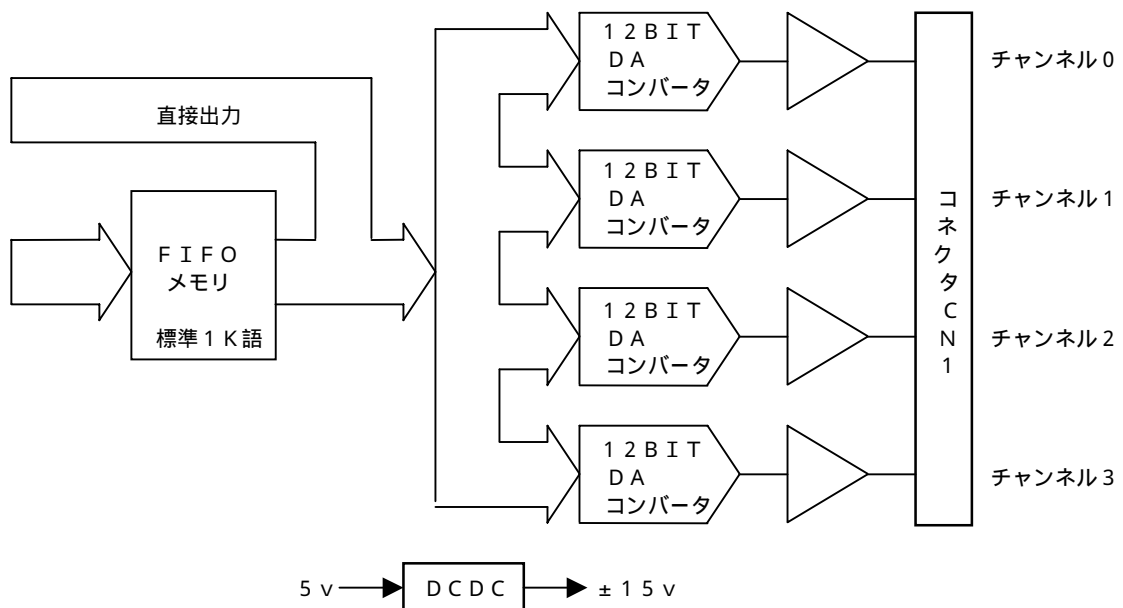 直接出力
ＦＩＦＯ
メモリ
標準１Ｋ語
１２ＢＩＴ
ＤＡ
コンバータ
チャンネル０
１２ＢＩＴ
ＤＡ
コンバータ
チャンネル１
１２ＢＩＴ
ＤＡ
コンバータ
チャンネル２
１２ＢＩＴ
ＤＡ
コンバータ
チャンネル３
コネクタＣＮ１
５ｖ
ＤＣＤＣ
±１５ｖ